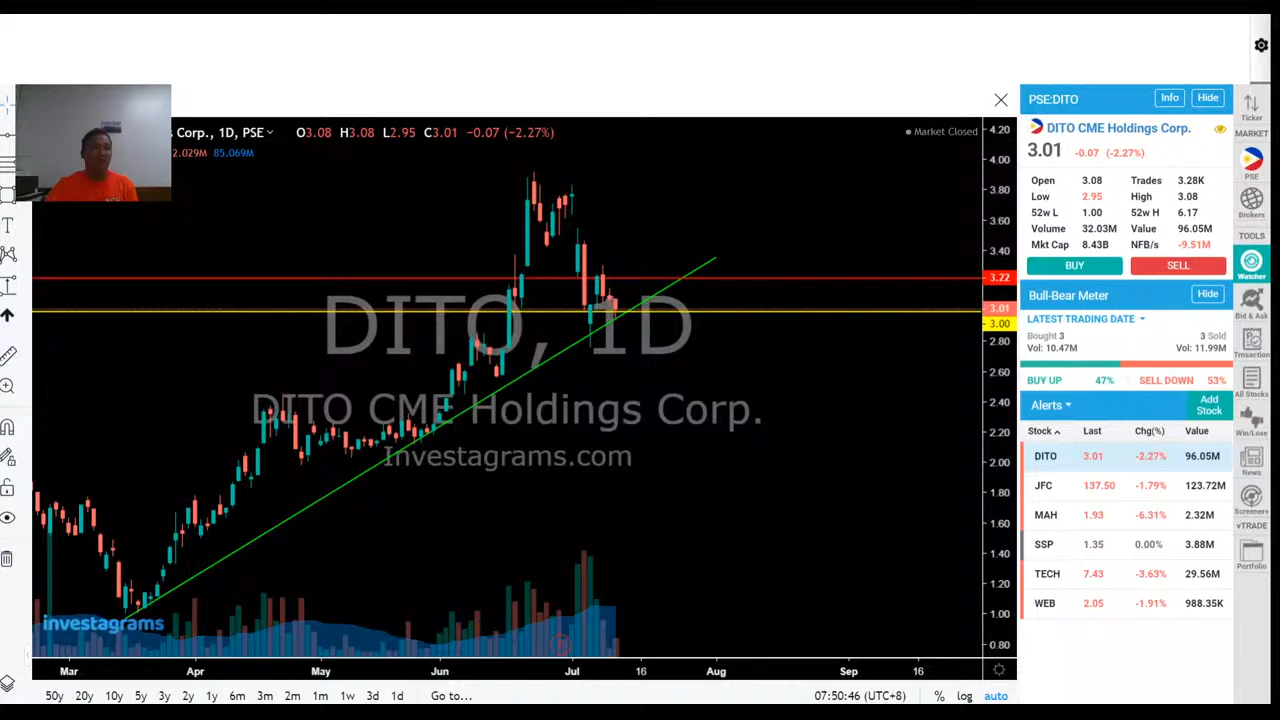 PSE:DITO Info Hide
Corp., 1D, PSE O3.08 H3.08 L2.95 C3.01 −0.07 (−2.27%) Market Closed
2.029M 85.069M
DITO CME Holdings Corp.
3.01 -0.07 (-2.27%)
Open 3.08 Trades 3.28K
Low 2.95 High 3.08
52w L 1.00 52w H 6.17
Volume 32.03M Value 96.05M
Mkt Cap 8.43B NFB/s -9.51M
BUY SELL
Bull-Bear Meter Hide
LATEST TRADING DATE
Bought 3 3 Sold
Vol: 10.47M Vol: 11.99M
BUY UP 47% SELL DOWN 53%
Alerts Add Stock
Stock Last Chg(%) Value
DITO 3.01 -2.27% 96.05M
JFC 137.50 -1.79% 123.72M
MAH 1.93 -6.31% 2.32M
SSP 1.35 0.00% 3.88M
TECH 7.43 -3.63% 29.56M
WEB 2.05 -1.91% 988.35K
Ticker
MARKET
PSE
Brokers
TOOLS
Watcher
Bid & Ask
Trnsaction
All Stocks
Win/Lose
News
Screener+
vTRADE
Portfolio
4.20
4.00
3.80
3.60
3.40
3.22
3.01
3.00
2.80
2.60
2.40
2.20
2.00
1.80
1.60
1.40
1.20
1.00
0.80
DITO, 1D
DITO CME Holdings Corp.
Investagrams.com
investagrams
Mar Apr May Jun Jul 16 Aug Sep 16
50y 20y 10y 5y 3y 2y 1y 6m 3m 2m 1m 1w 3d 1d Go to... 07:50:46 (UTC+8) % log auto